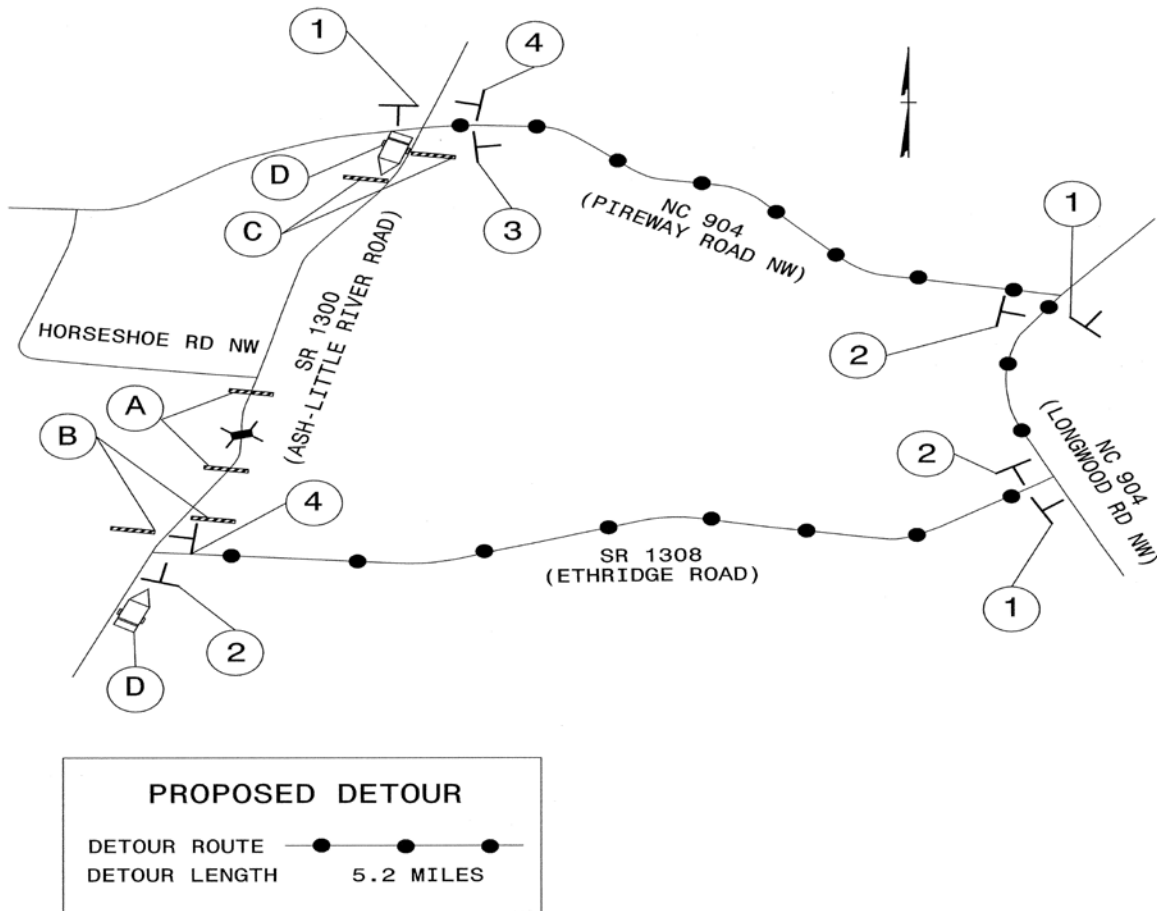 1
4
D
C
3
NC 904
(PIREWAY ROAD NW)
1
2
HORSESHOE RD NW
SR 1300
(ASH-LITTLE RIVER ROAD)
A
B
4
2
NC 904
(LONGWOOD RD NW)
SR 1308
(ETHRIDGE ROAD)
1
2
D
PROPOSED DETOUR
DETOUR ROUTE
DETOUR LENGTH 5.2 MILES